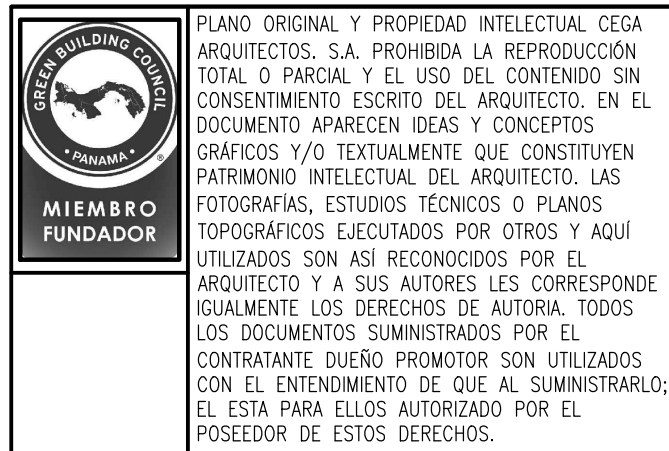 GREEN BUILDING COUNCIL
• PANAMA •
®
MIEMBRO
FUNDADOR
PLANO ORIGINAL Y PROPIEDAD INTELECTUAL CEGA
ARQUITECTOS. S.A. PROHIBIDA LA REPRODUCCIÓN
TOTAL O PARCIAL Y EL USO DEL CONTENIDO SIN
CONSENTIMIENTO ESCRITO DEL ARQUITECTO. EN EL
DOCUMENTO APARECEN IDEAS Y CONCEPTOS
GRÁFICOS Y/O TEXTUALMENTE QUE CONSTITUYEN
PATRIMONIO INTELECTUAL DEL ARQUITECTO. LAS
FOTOGRAFÍAS, ESTUDIOS TÉCNICOS O PLANOS
TOPOGRÁFICOS EJECUTADOS POR OTROS Y AQUÍ
UTILIZADOS SON ASÍ RECONOCIDOS POR EL
ARQUITECTO Y A SUS AUTORES LES CORRESPONDE
IGUALMENTE LOS DERECHOS DE AUTORIA. TODOS
LOS DOCUMENTOS SUMINISTRADOS POR EL
CONTRATANTE DUEÑO PROMOTOR SON UTILIZADOS
CON EL ENTENDIMIENTO DE QUE AL SUMINISTRARLO;
EL ESTA PARA ELLOS AUTORIZADO POR EL
POSEEDOR DE ESTOS DERECHOS.